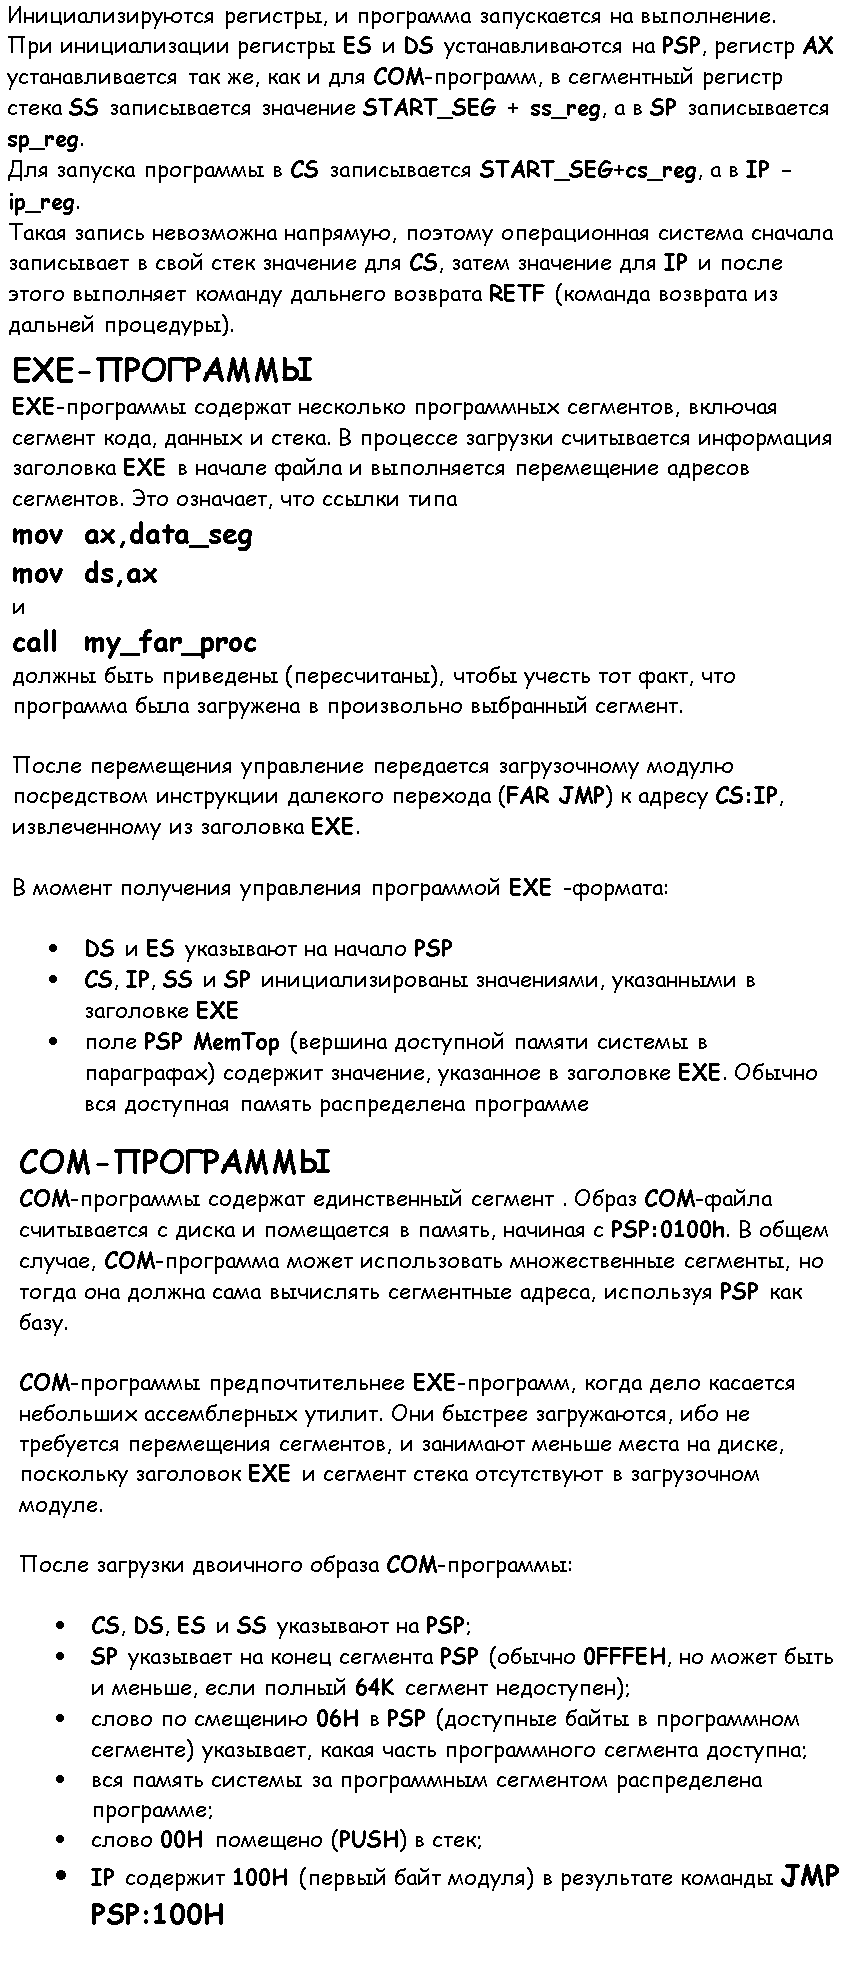 Инициализируются регистры, и программа запускается на выполнение.
При инициализации регистры ES и DS устанавливаются на PSP, регистр AX
устанавливается так же, как и для COM-программ, в сегментный регистр
стека SS записывается значение START_SEG + ss_reg, а в SP записывается
sp_reg.
Для запуска программы в CS записывается START_SEG+cs_reg, а в IP –
ip_reg.
Такая запись невозможна напрямую, поэтому операционная система сначала
записывает в свой стек значение для CS, затем значение для IP и после
этого выполняет команду дальнего возврата RETF (команда возврата из
дальней процедуры).
EXE-ПРОГРАММЫ
EXE-программы содержат несколько программных сегментов, включая
сегмент кода, данных и стека. В процессе загрузки считывается информация
заголовка EXE в начале файла и выполняется перемещение адресов
сегментов. Это означает, что ссылки типа
mov ax,data_seg
mov ds,ax
и
call my_far_proc
должны быть приведены (пересчитаны), чтобы учесть тот факт, что
программа была загружена в произвольно выбранный сегмент.
После перемещения управление передается загрузочному модулю
посредством инструкции далекого перехода (FAR JMP) к адресу CS:IP,
извлеченному из заголовка EXE.
В момент получения управления программой EXE -формата:
• DS и ES указывают на начало PSP
• CS, IP, SS и SP инициализированы значениями, указанными в
заголовке EXE
• поле PSP MemTop (вершина доступной памяти системы в
параграфах) содержит значение, указанное в заголовке EXE. Обычно
вся доступная память распределена программе
COM-ПРОГРАММЫ
COM-программы содержат единственный сегмент . Образ COM-файла
считывается с диска и помещается в память, начиная с PSP:0100h. В общем
случае, COM-программа может использовать множественные сегменты, но
тогда она должна сама вычислять сегментные адреса, используя PSP как
базу.
COM-программы предпочтительнее EXE-программ, когда дело касается
небольших ассемблерных утилит. Они быстрее загружаются, ибо не
требуется перемещения сегментов, и занимают меньше места на диске,
поскольку заголовок EXE и сегмент стека отсутствуют в загрузочном
модуле.
После загрузки двоичного образа COM-программы:
• CS, DS, ES и SS указывают на PSP;
• SP указывает на конец сегмента PSP (обычно 0FFFEH, но может быть
и меньше, если полный 64K сегмент недоступен);
• слово по смещению 06H в PSP (доступные байты в программном
сегменте) указывает, какая часть программного сегмента доступна;
• вся память системы за программным сегментом распределена
программе;
• слово 00H помещено (PUSH) в стек;
• IP содержит 100H (первый байт модуля) в результате команды JMP
PSP:100H